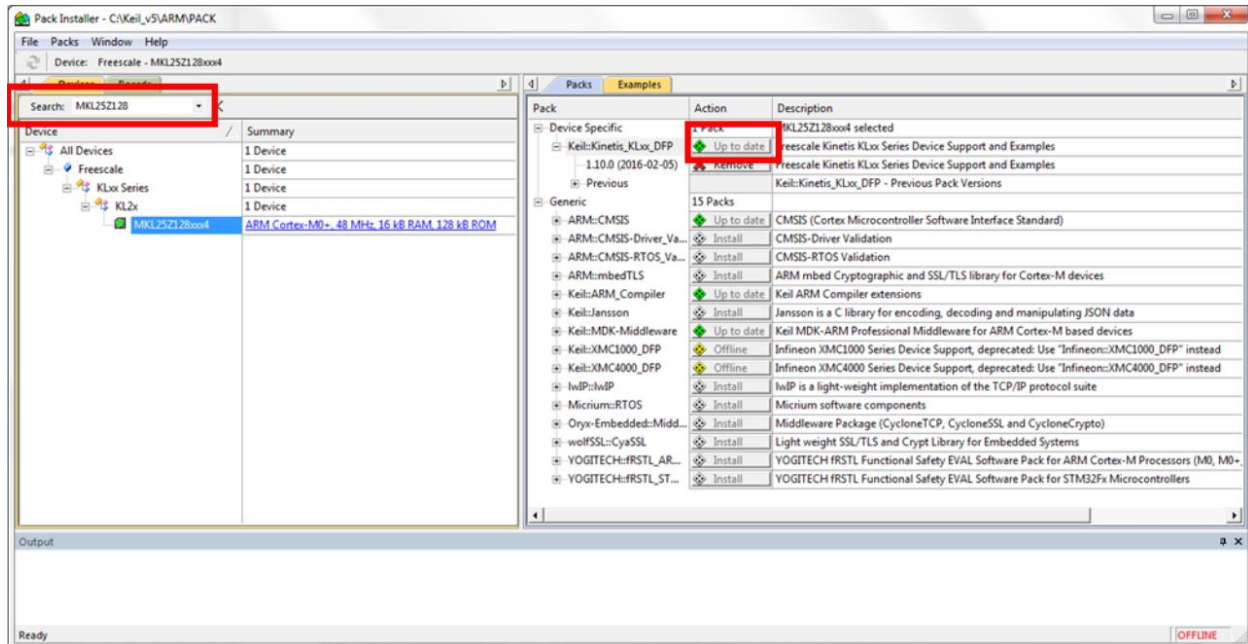 Pack Installer - C:\Keil_v5\ARM\PACK
File Packs Window Help
Device: Freescale - MKL25Z128xxx4
Packs Examples
Search: MKL25Z128
Pack Action Description
Device Summary
Device Specific 1 Pack MKL25Z128xxx4 selected
All Devices 1 Device
Keil::Kinetis_KLxx_DFP Up to date Freescale Kinetis KLxx Series Device Support and Examples
Freescale 1 Device
1.10.0 (2016-02-05) Remove Freescale Kinetis KLxx Series Device Support and Examples
KLxx Series 1 Device
Previous Keil::Kinetis_KLxx_DFP - Previous Pack Versions
KL2x 1 Device
Generic 15 Packs
MKL25Z128xxx4 ARM Cortex-M0+, 48 MHz, 16 kB RAM, 128 kB ROM
ARM::CMSIS Up to date CMSIS (Cortex Microcontroller Software Interface Standard)
ARM::CMSIS-Driver_Va... Install CMSIS-Driver Validation
ARM::CMSIS-RTOS_Va... Install CMSIS-RTOS Validation
ARM::mbedTLS Install ARM mbed Cryptographic and SSL/TLS library for Cortex-M devices
Keil::ARM_Compiler Up to date Keil ARM Compiler extensions
Keil::Jansson Install Jansson is a C library for encoding, decoding and manipulating JSON data
Keil::MDK-Middleware Up to date Keil MDK-ARM Professional Middleware for ARM Cortex-M based devices
Keil::XMC1000_DFP Offline Infineon XMC1000 Series Device Support, deprecated: Use "Infineon::XMC1000_DFP" instead
Keil::XMC4000_DFP Offline Infineon XMC4000 Series Device Support, deprecated: Use "Infineon::XMC4000_DFP" instead
lwIP::lwIP Install lwIP is a light-weight implementation of the TCP/IP protocol suite
Micrium::RTOS Install Micrium software components
Oryx-Embedded::Midd... Install Middleware Package (CycloneTCP, CycloneSSL and CycloneCrypto)
wolfSSL::CyaSSL Install Light weight SSL/TLS and Crypt Library for Embedded Systems
YOGITECH::fRSTL_AR... Install YOGITECH fRSTL Functional Safety EVAL Software Pack for ARM Cortex-M Processors (M0, M0+,
YOGITECH::fRSTL_ST... Install YOGITECH fRSTL Functional Safety EVAL Software Pack for STM32Fx Microcontrollers
Output
Ready OFFLINE